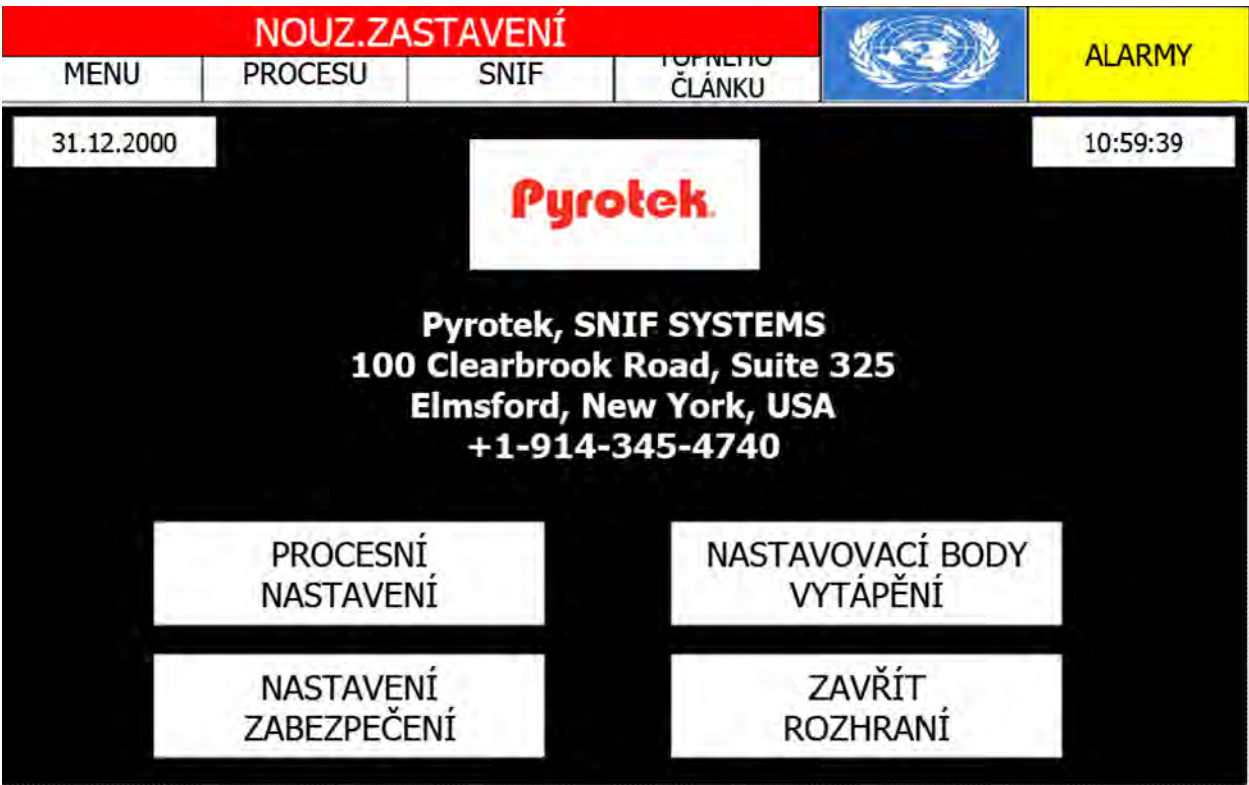 NOUZ.ZASTAVENÍ
MENU
PROCESU
SNIF
ČLÁNKU
ALARMY
31.12.2000
10:59:39
Pyrotek
Pyrotek, SNIF SYSTEMS
100 Clearbrook Road, Suite 325
Elmsford, New York, USA
+1-914-345-4740
PROCESNÍ
NASTAVENÍ
NASTAVOVACÍ BODY
VYTÁPĚNÍ
NASTAVENÍ
ZABEZPEČENÍ
ZAVŘÍT
ROZHRANÍ